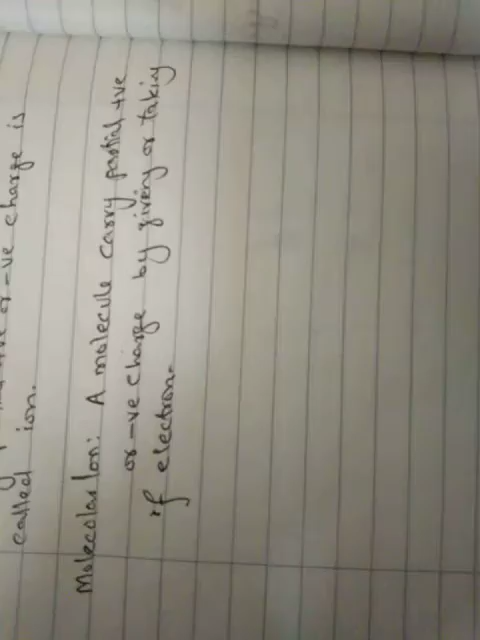 or -ve charge is
called ion.
Molecular Ion: A molecule carry partial +ve
or -ve charge by giving or taking
of electron.